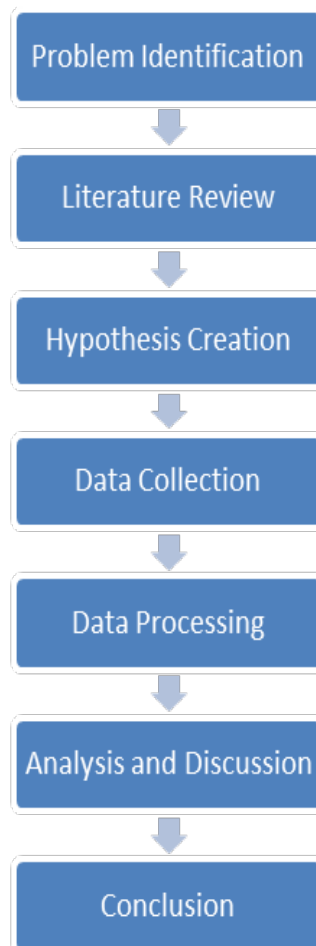 Problem Identification
Literature Review
Hypothesis Creation
Data Collection
Data Processing
Analysis and Discussion
Conclusion